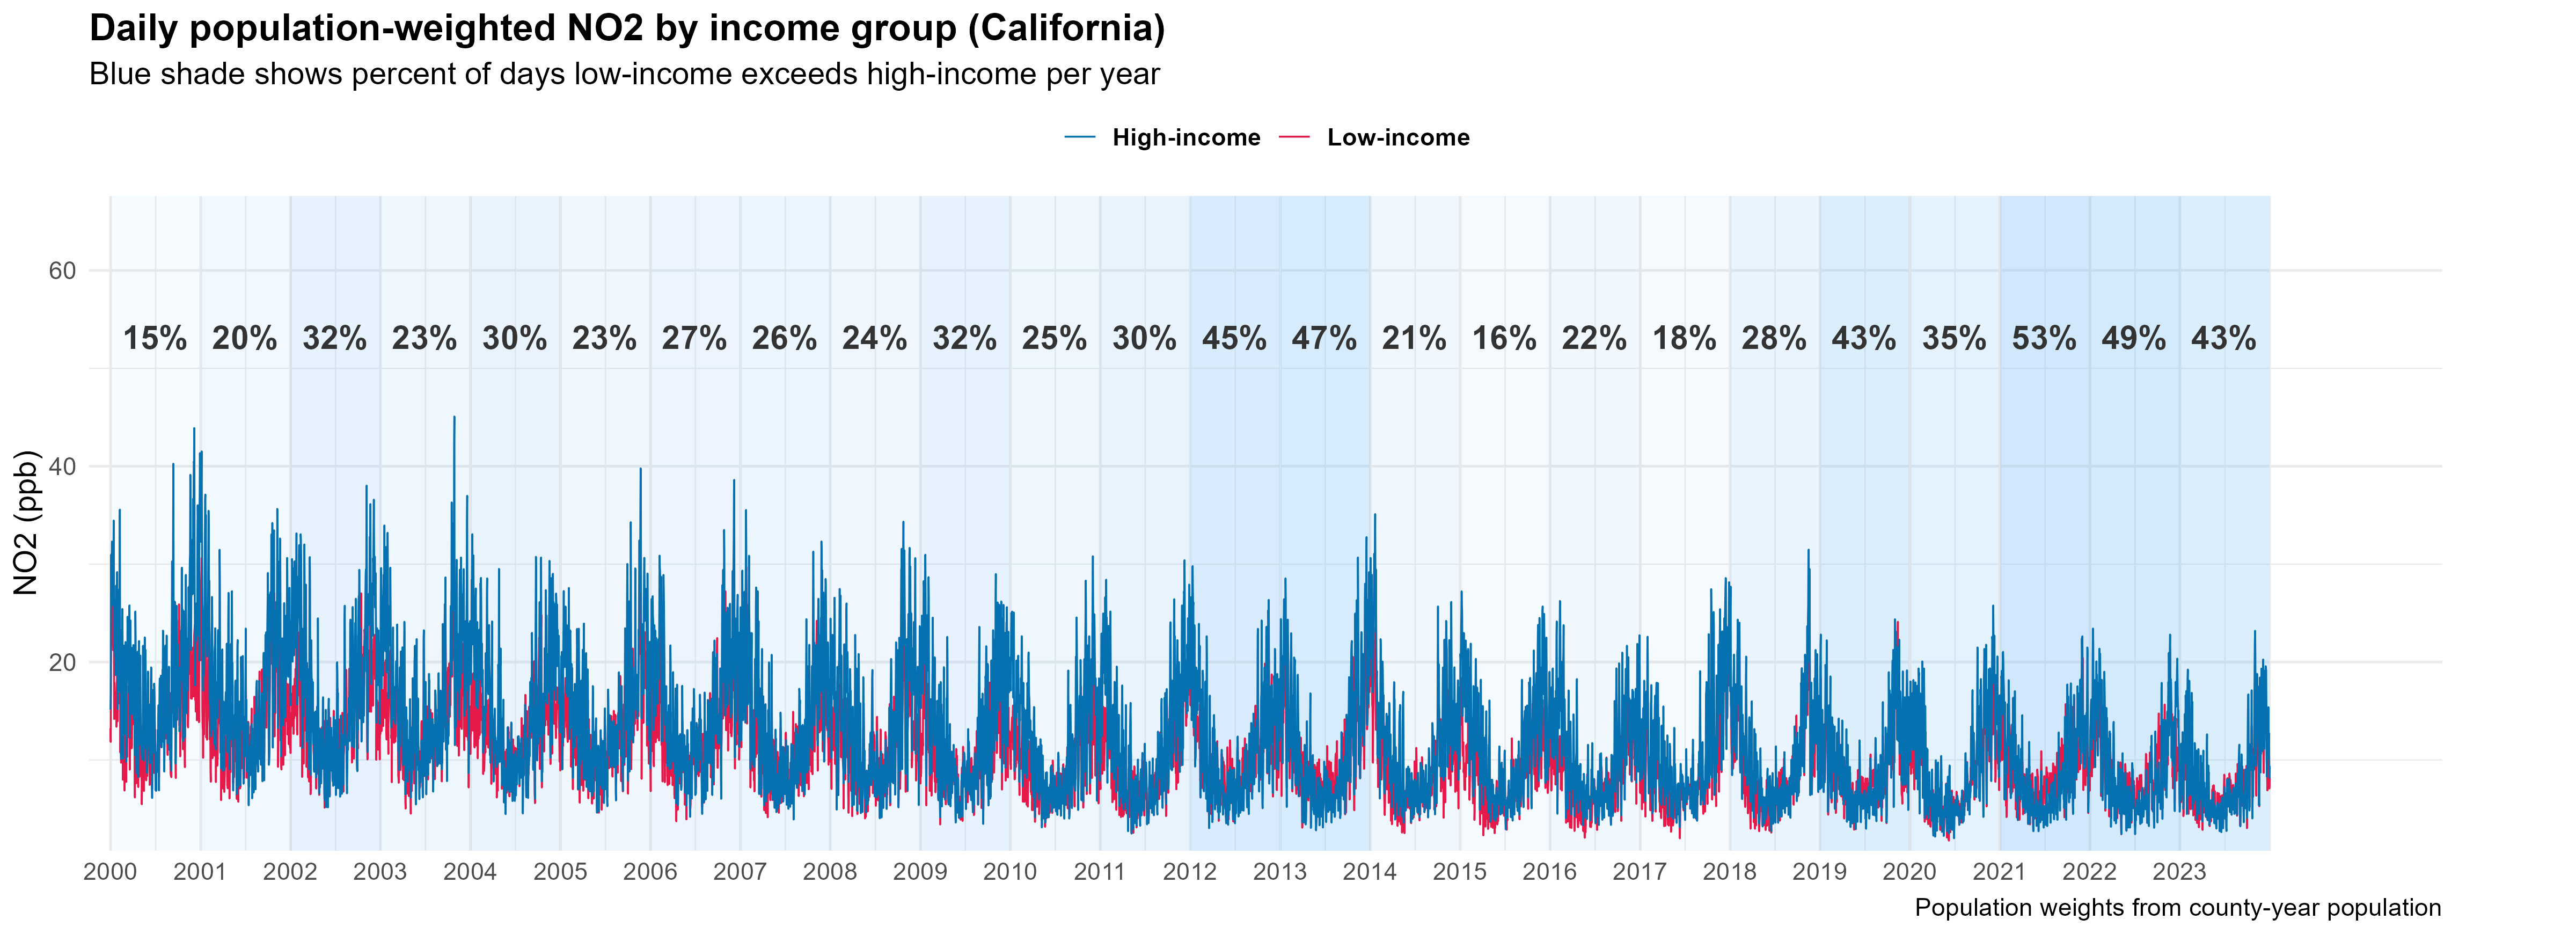 Daily population-weighted NO2 by income group (California)
Blue shade shows percent of days low-income exceeds high-income per year
High-income Low-income
60
15% 20% 32% 23% 30% 23% 27% 26% 24% 32% 25% 30% 45% 47% 21% 16% 22% 18% 28% 43% 35% 53% 49% 43%
40
NO2 (ppb)
20
2000 2001 2002 2003 2004 2005 2006 2007 2008 2009 2010 2011 2012 2013 2014 2015 2016 2017 2018 2019 2020 2021 2022 2023
Population weights from county-year population